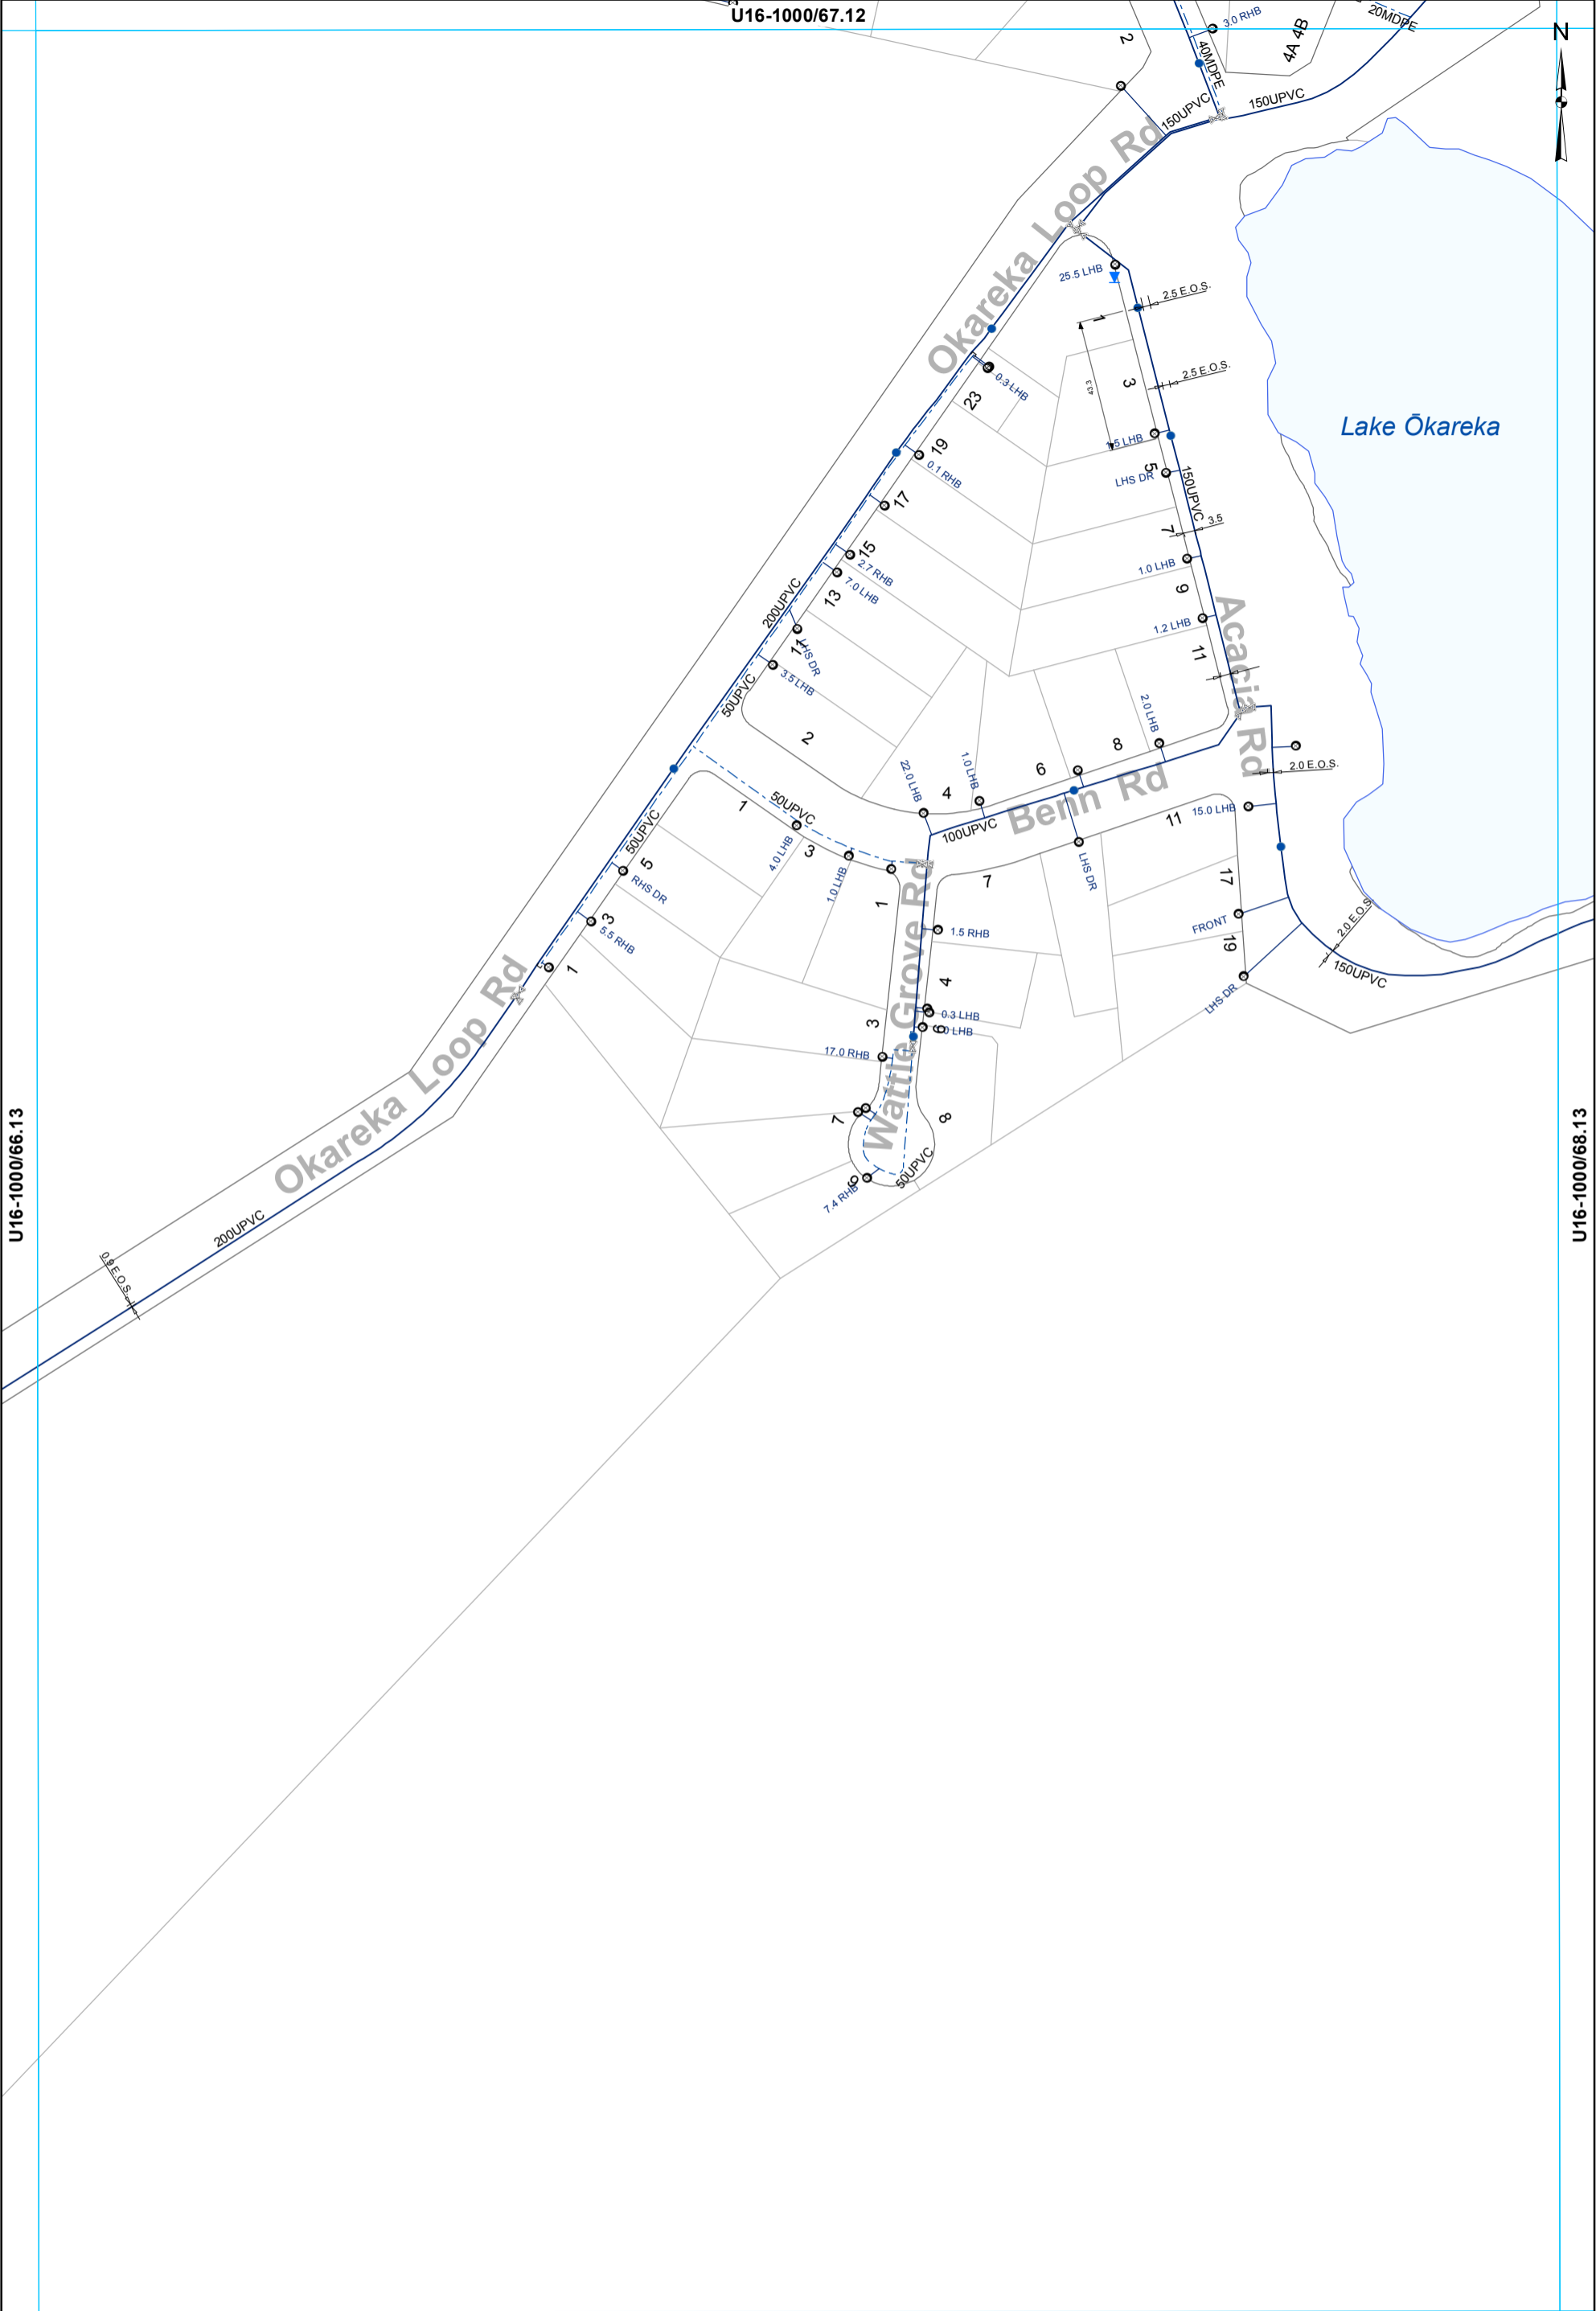 U16-1000/67.12
3.0 RHB
20MDPE
4A 4B
N
2
40MDPE
150UPVC
150UPVC
Okareka Loop Rd
25.5 LHB
2.5 E.O.S.
1
2.5 E.O.S.
43.3
3
0.3 LHB
23
Lake Ōkareka
1.5 LHB
19
0.1 RHB
5
LHS DR
150UPVC
17
3.5
7
15
2.7 RHB
1.0 LHB
13
7.0 LHB
9
200UPVC
Acacia Rd
1.2 LHB
11
LHS DR
11
3.5 LHB
50UPVC
2.0 LHB
2
8
22.0 LHB
1.0 LHB
6
2.0 E.O.S.
4
Benn Rd
1
50UPVC
15.0 LHB
11
50UPVC
100UPVC
4.0 LHB
3
5
RHS DR
1.0 LHB
LHS DR
7
17
1
Wattle Grove Rd
3
5.5 RHB
1.5 RHB
FRONT
19
2.0 E.O.S.
1
4
150UPVC
LHS DR
Okareka Loop Rd
3
0.3 LHB
6
17.0 RHB
7
8
9
7.4 RHB
50UPVC
U16-1000/66.13
U16-1000/68.13
200UPVC
0.9 E.O.S.